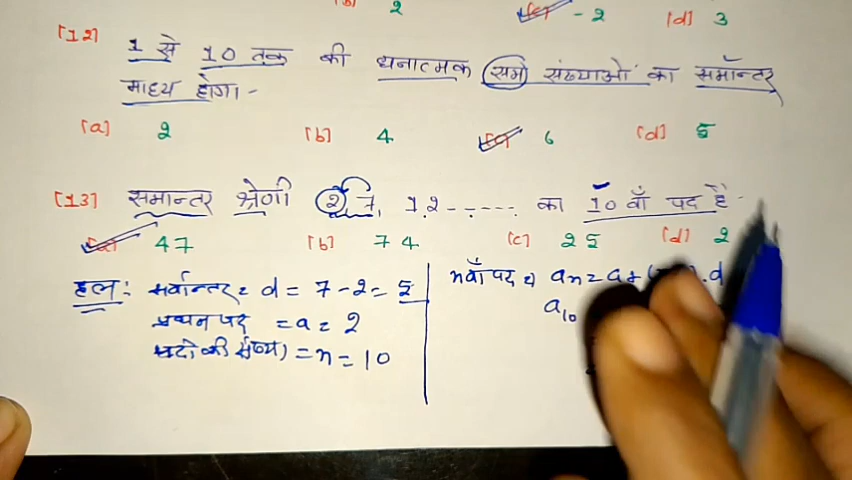 [b] 2 [c] -2 [d] 3
[12] 1 से 10 तक की धनात्मक सम संख्याओं का समान्तर
माध्य होगा-
[a] 2 [b] 4 [c] 6 [d] 5
[13] समान्तर श्रेणी 2, 7, 12------ का 10 वाँ पद है -
47 [b] 74 [c] 25 [d] 2
हल: सर्वान्तर = d = 7-2 = 5
प्रथम पद = a = 2
पदो की संख्या = n = 10
nवाँ पद = an = a + .d
a10